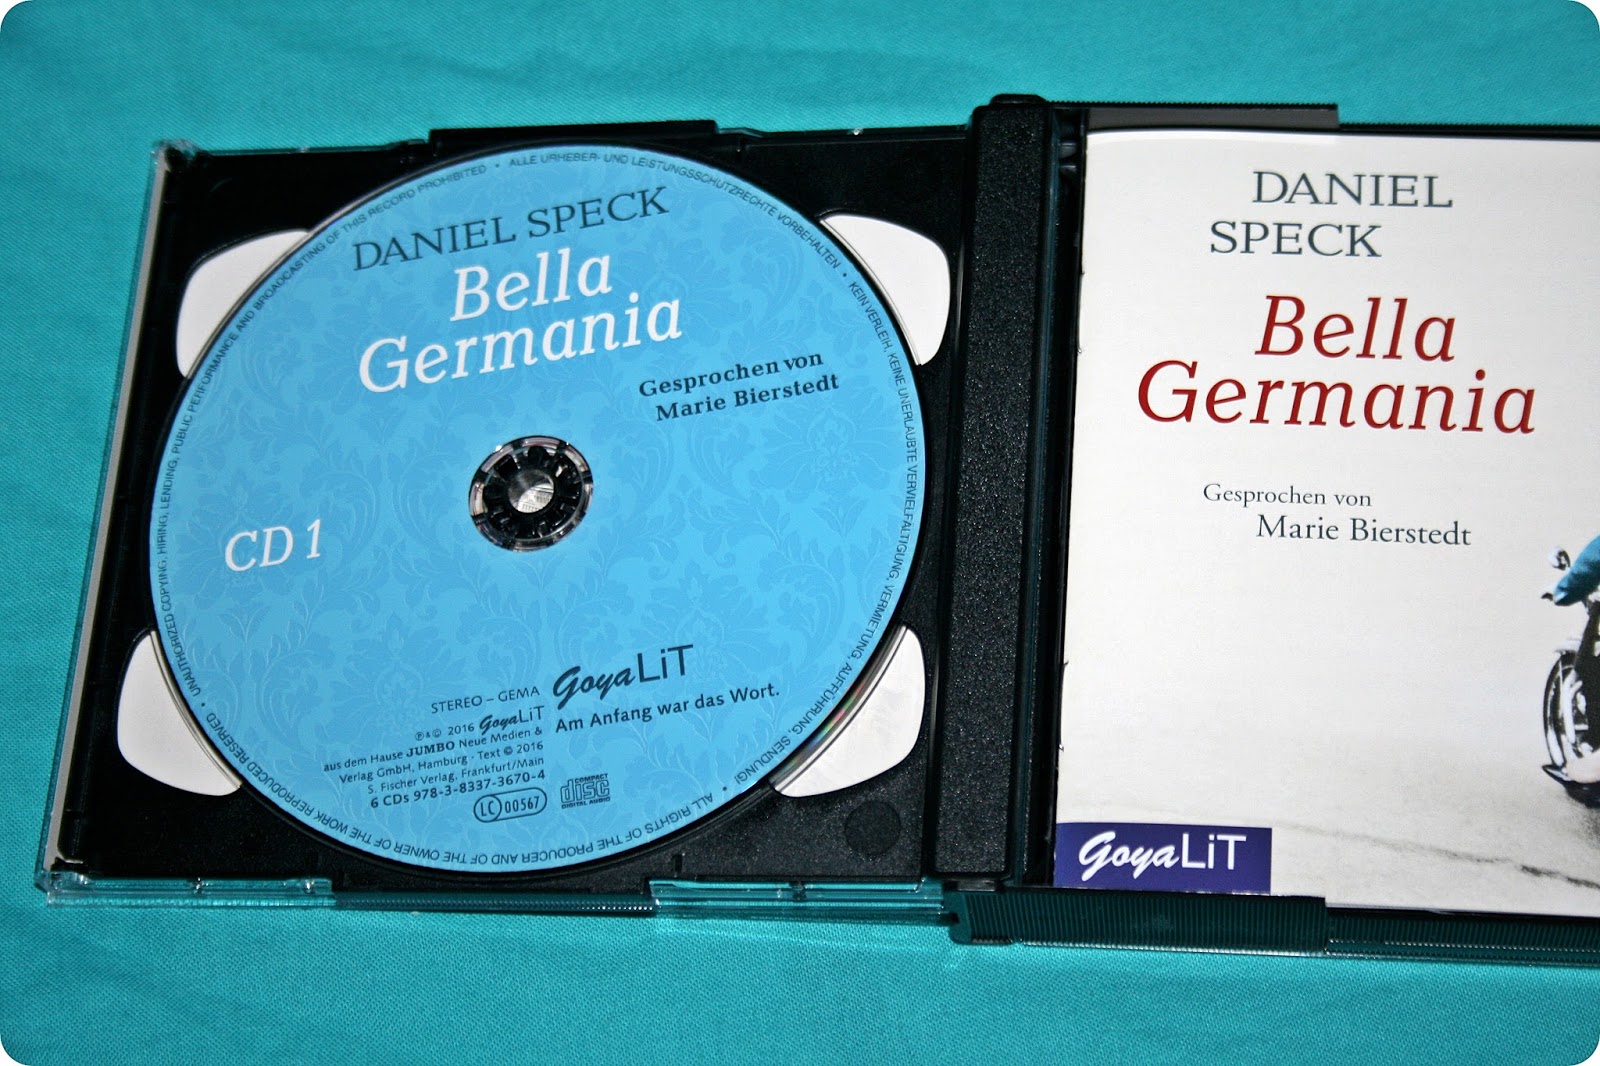 DANIEL SPECK
Bella
Germania
Gesprochen von
Marie Bierstedt
CD 1
GoyaLiT
Am Anfang war das Wort.
STEREO – GEMA
℗&© 2016 GoyaLiT
aus dem Hause JUMBO Neue Medien &
Verlag GmbH, Hamburg · Text © 2016
S. Fischer Verlag, Frankfurt/Main
6 CDs 978-3-8337-3670-4
LC 00567
COMPACT
disc
DIGITAL AUDIO
ALLE URHEBER- UND LEISTUNGSSCHUTZRECHTE VORBEHALTEN • KEIN VERLEIH, KEINE UNERLAUBTE VERVIELFÄLTIGUNG, VERMIETUNG, AUFFÜHRUNG, SENDUNG! • ALL RIGHTS OF THE PRODUCER AND OF THE OWNER OF THE WORK REPRODUCED RESERVED • UNAUTHORIZED COPYING, HIRING, LENDING, PUBLIC PERFORMANCE AND BROADCASTING OF THIS RECORD PROHIBITED •
DANIEL
SPECK
Bella
Germania
Gesprochen von
Marie Bierstedt
GoyaLiT